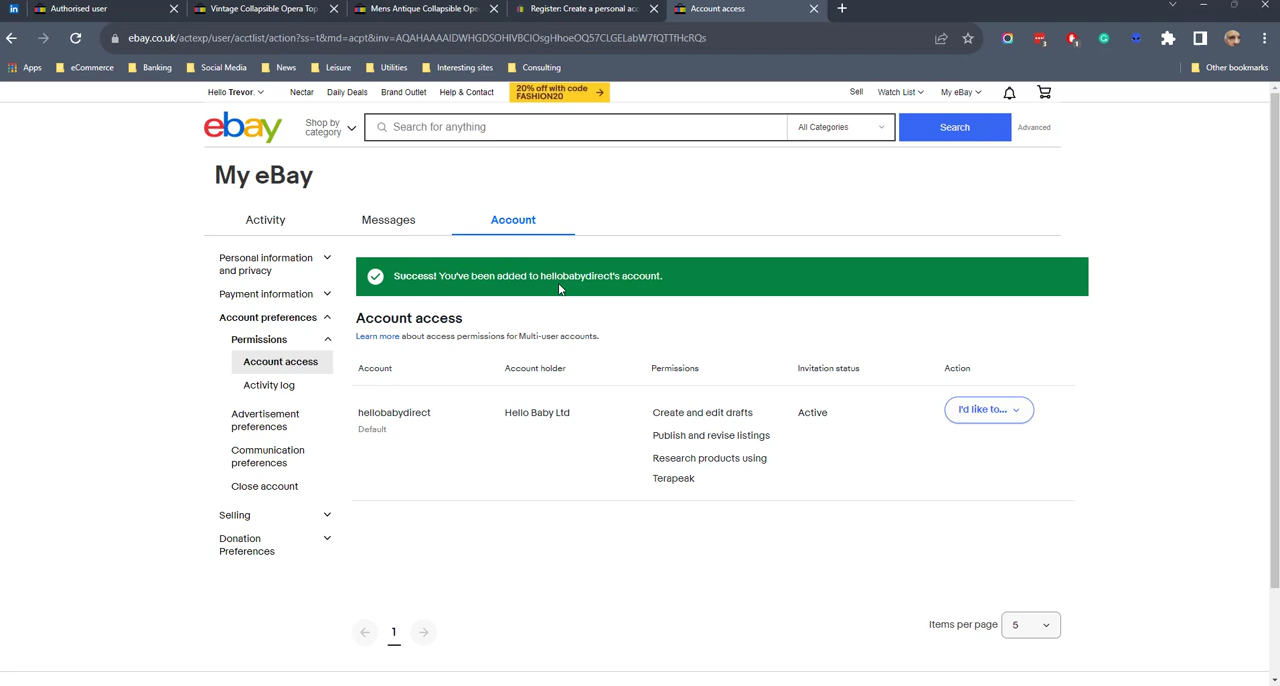 Authorised user
Vintage Collapsible Opera Top
Mens Antique Collapsible Ope
Register: Create a personal acc
Account access
ebay.co.uk/actexp/user/acctlist/action?ss=t&md=acpt&inv=AQAHAAAAIDWHGDSOHIVBCIOsgHhoeOQ57CLGELabW7fQTTfHcRQs
Apps
eCommerce
Banking
Social Media
News
Leisure
Utilities
Interesting sites
Consulting
Other bookmarks
Hello Trevor.
Nectar
Daily Deals
Brand Outlet
Help & Contact
20% off with code
FASHION20
Sell
Watch List
My eBay
ebay
Shop by
category
Search for anything
All Categories
Search
Advanced
My eBay
Activity
Messages
Account
Personal information
and privacy
Payment information
Account preferences
Permissions
Account access
Activity log
Advertisement
preferences
Communication
preferences
Close account
Selling
Donation
Preferences
Success! You've been added to hellobabydirect's account.
Account access
Learn more about access permissions for Multi-user accounts.
Account
Account holder
Permissions
Invitation status
Action
hellobabydirect
Default
Hello Baby Ltd
Create and edit drafts
Publish and revise listings
Research products using
Terapeak
Active
I'd like to...
1
Items per page
5